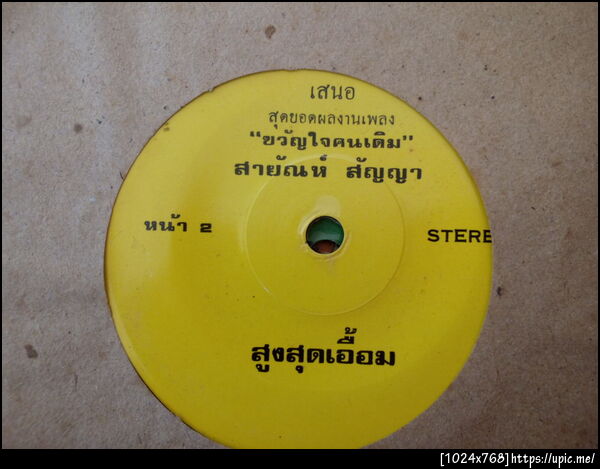 เสนอ
สุดยอดผลงานเพลง
"ขวัญใจคนเดิม"
สายัณห์ สัญญา
หน้า 2
STERE
สูงสุดเอื้อม
[1024x768]https://upic.me/